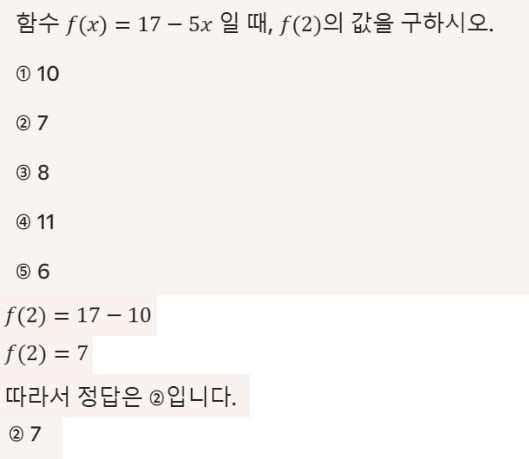 함수 f(x) = 17 − 5x 일 때, f(2)의 값을 구하시오.
① 10
② 7
③ 8
④ 11
⑤ 6
f(2) = 17 − 10
f(2) = 7
따라서 정답은 ②입니다.
② 7